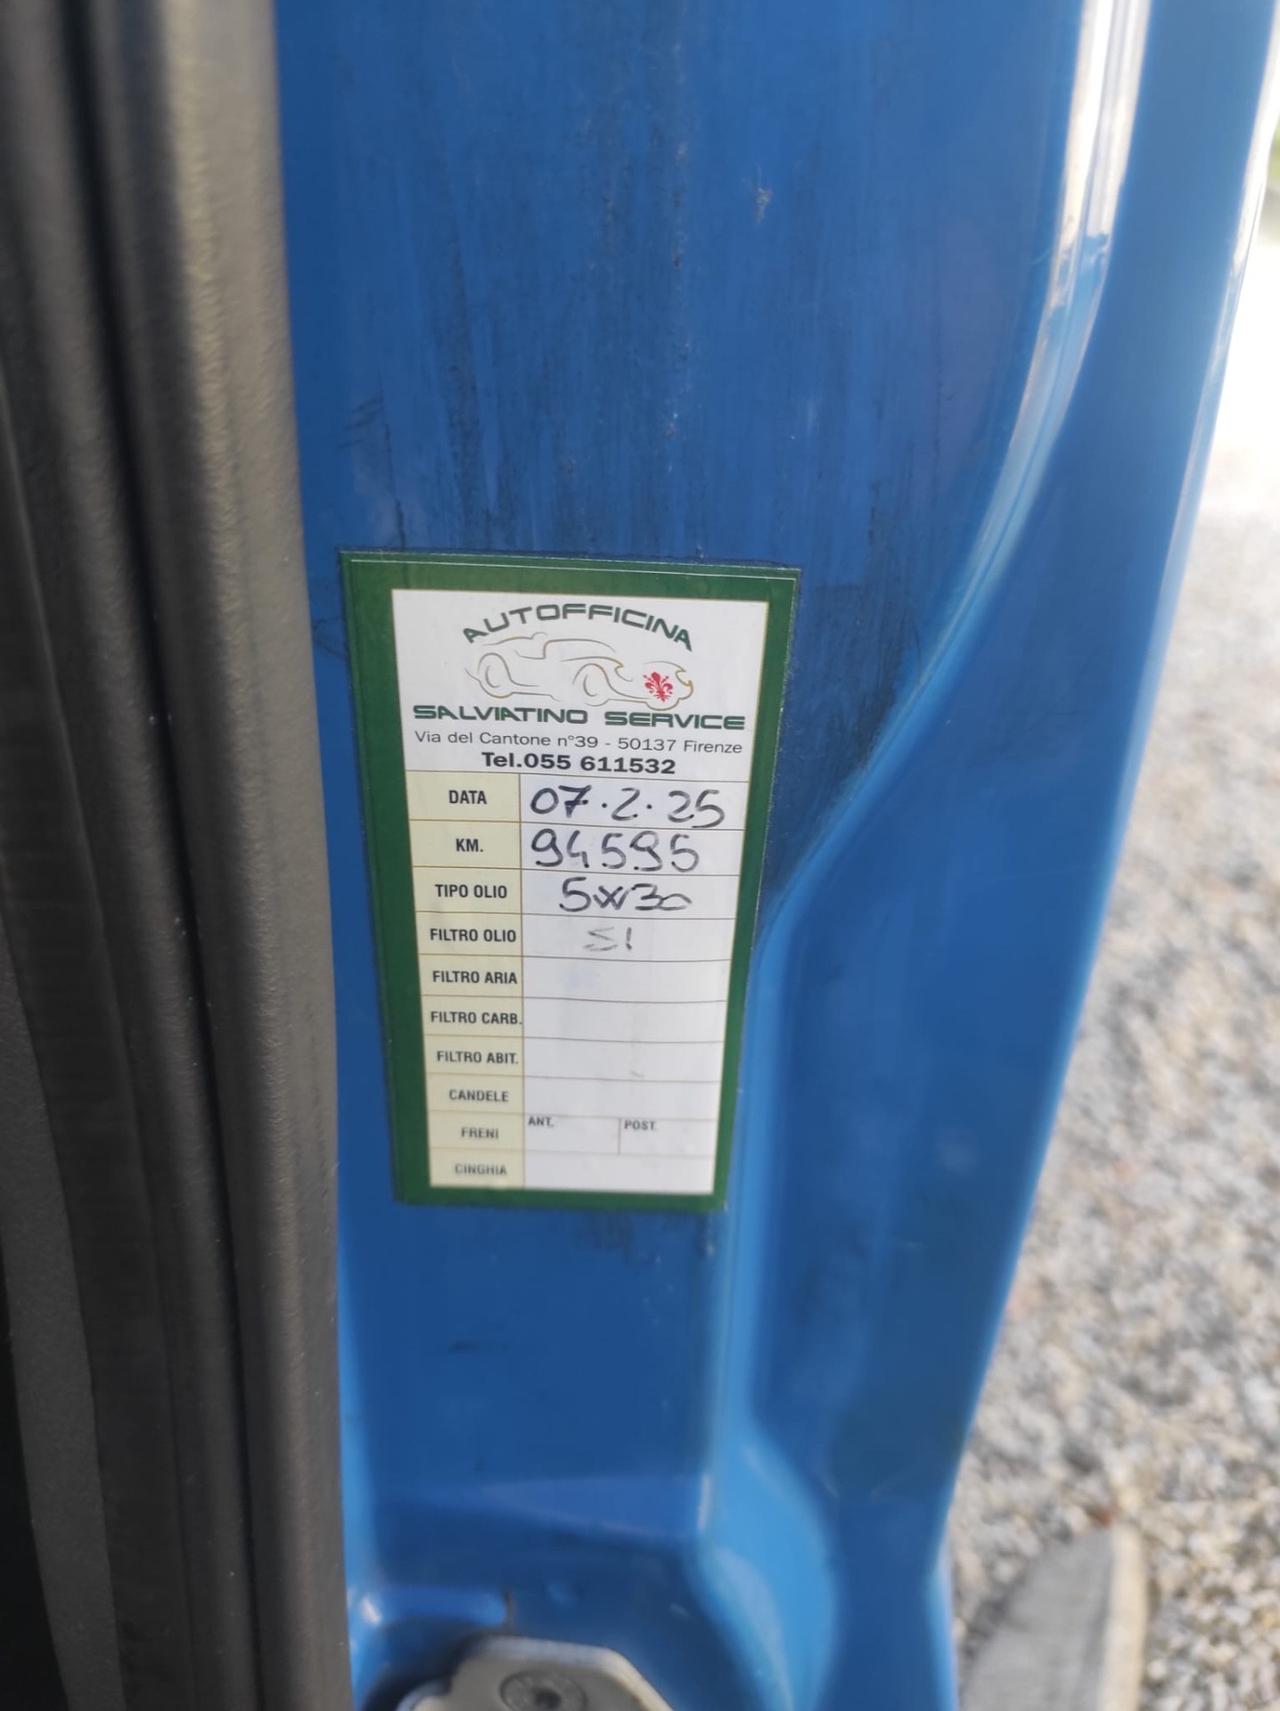 AUTOFFICINA
SALVIATINO SERVICE
Via del Cantone n°39 - 50137 Firenze
Tel.055 611532
DATA 07.2.25
KM. 94595
TIPO OLIO 5W30
FILTRO OLIO SI
FILTRO ARIA
FILTRO CARB.
FILTRO ABIT.
CANDELE
FRENI ANT. POST.
CINGHIA